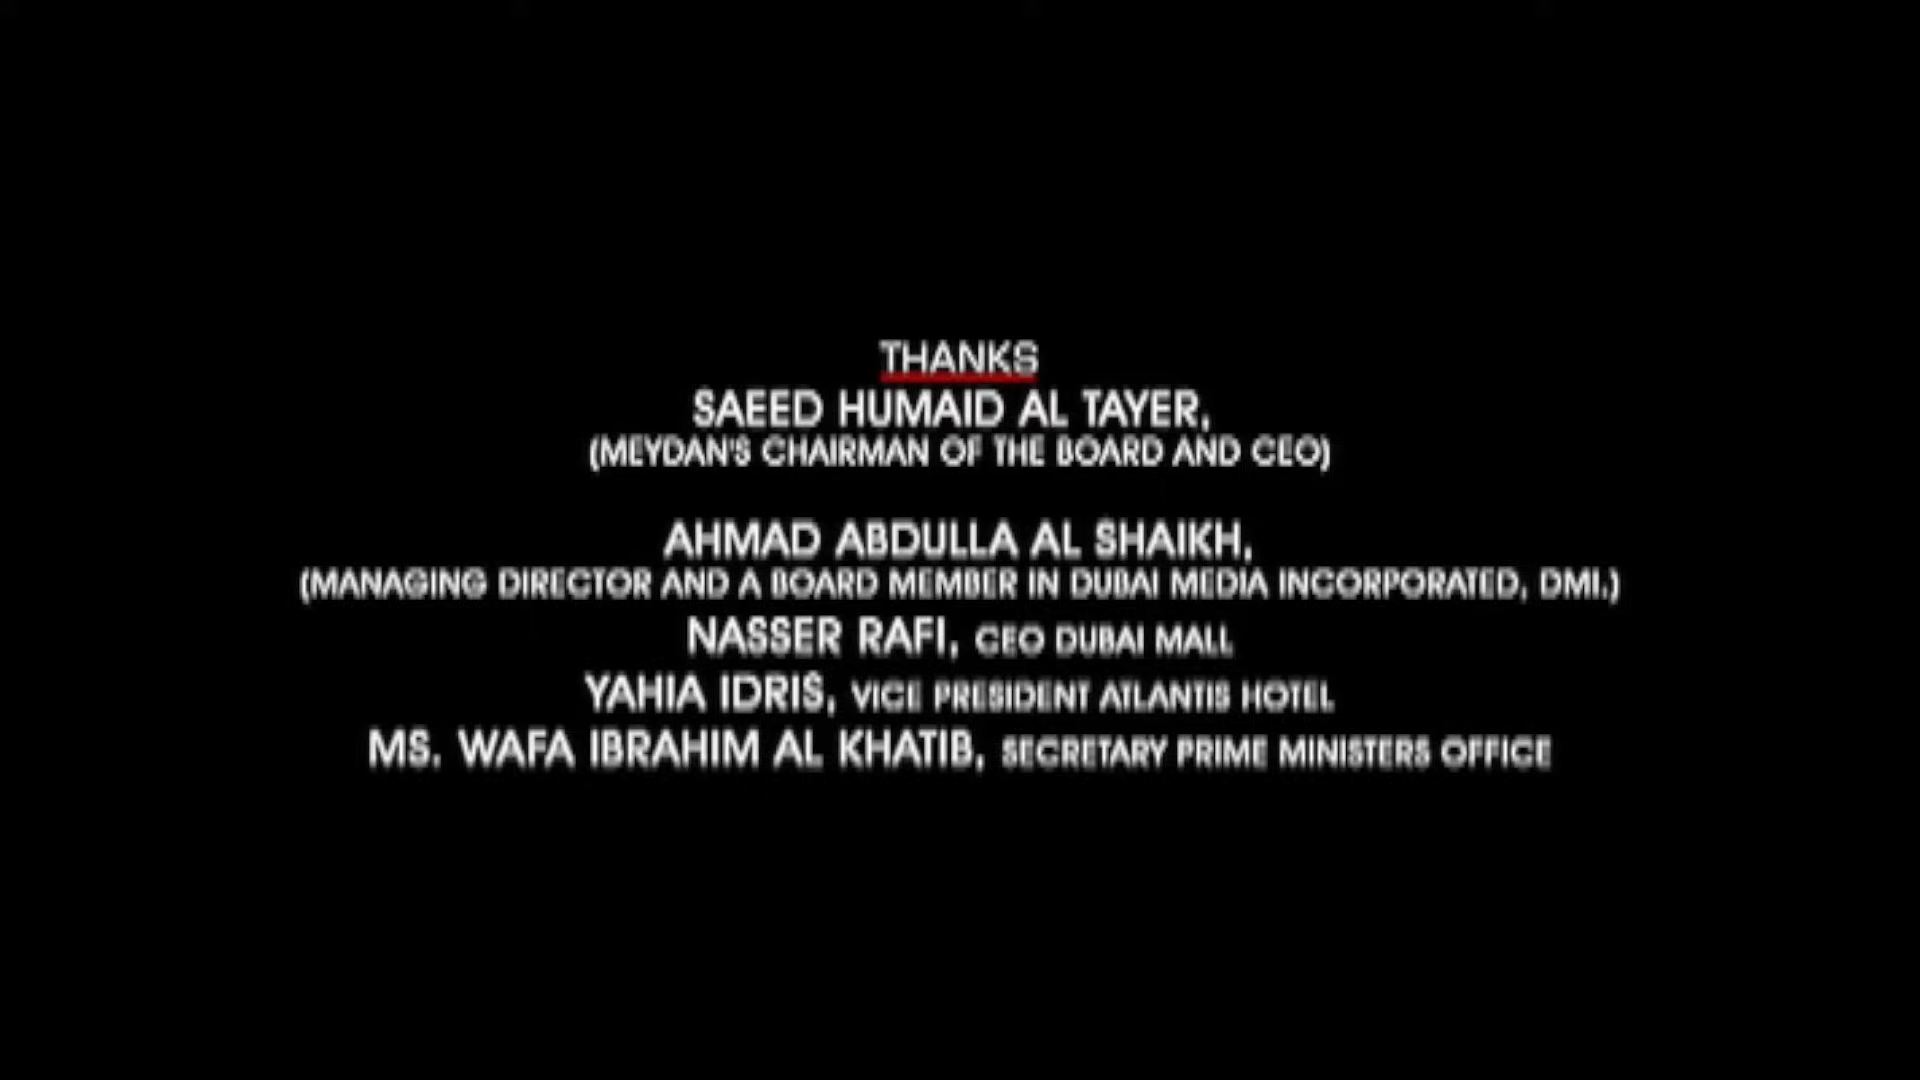 THANKS
SAEED HUMAID AL TAYER,
(MEYDAN'S CHAIRMAN OF THE BOARD AND CEO)
AHMAD ABDULLA AL SHAIKH,
(MANAGING DIRECTOR AND A BOARD MEMBER IN DUBAI MEDIA INCORPORATED, DMI.)
NASSER RAFI, CEO DUBAI MALL
YAHIA IDRIS, VICE PRESIDENT ATLANTIS HOTEL
MS. WAFA IBRAHIM AL KHATIB, SECRETARY PRIME MINISTERS OFFICE